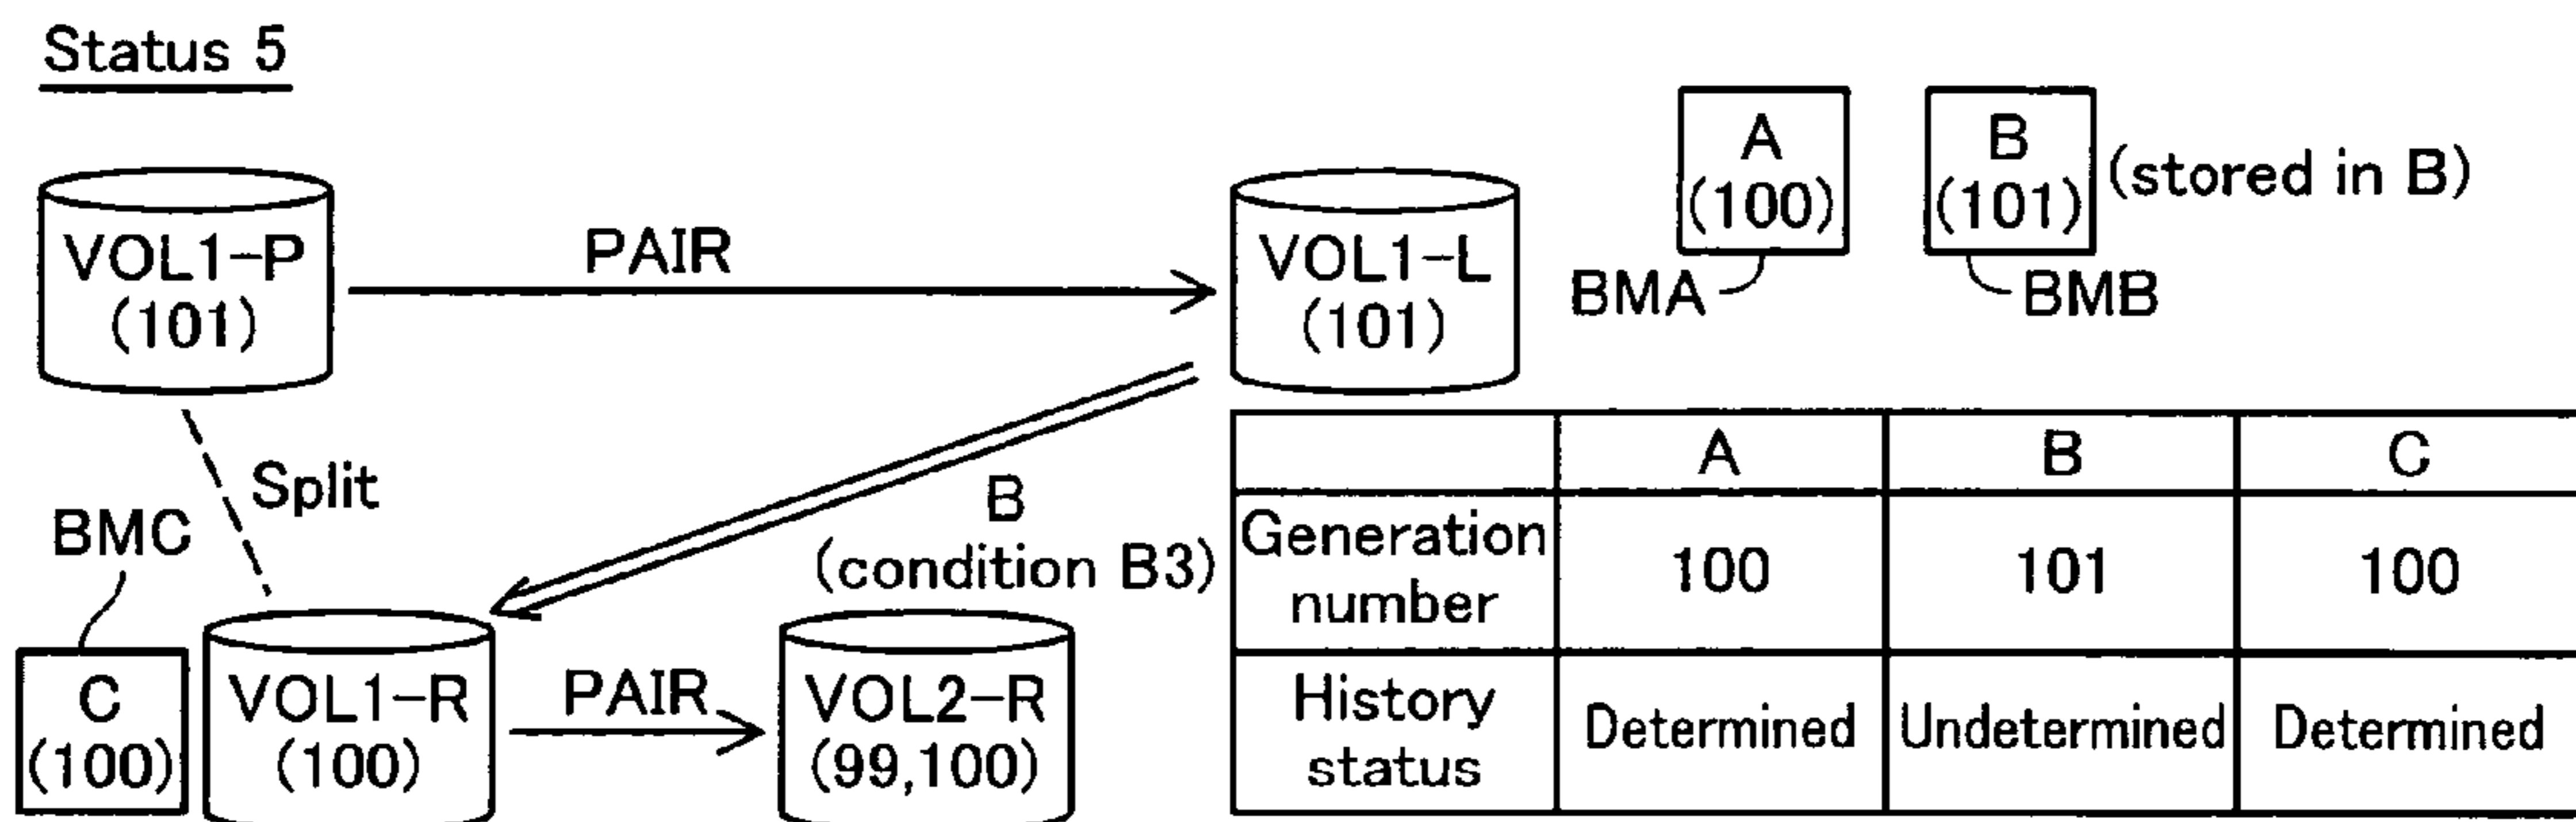 Status 5
VOL1-P
(101)
PAIR
VOL1-L
(101)
A
(100)
B
(101)
(stored in B)
BMA
BMB
Split
B
(condition B3)
BMC
C
(100)
VOL1-R
(100)
PAIR
VOL2-R
(99,100)
A B C
Generation
number
100 101 100
History
status
Determined Undetermined Determined